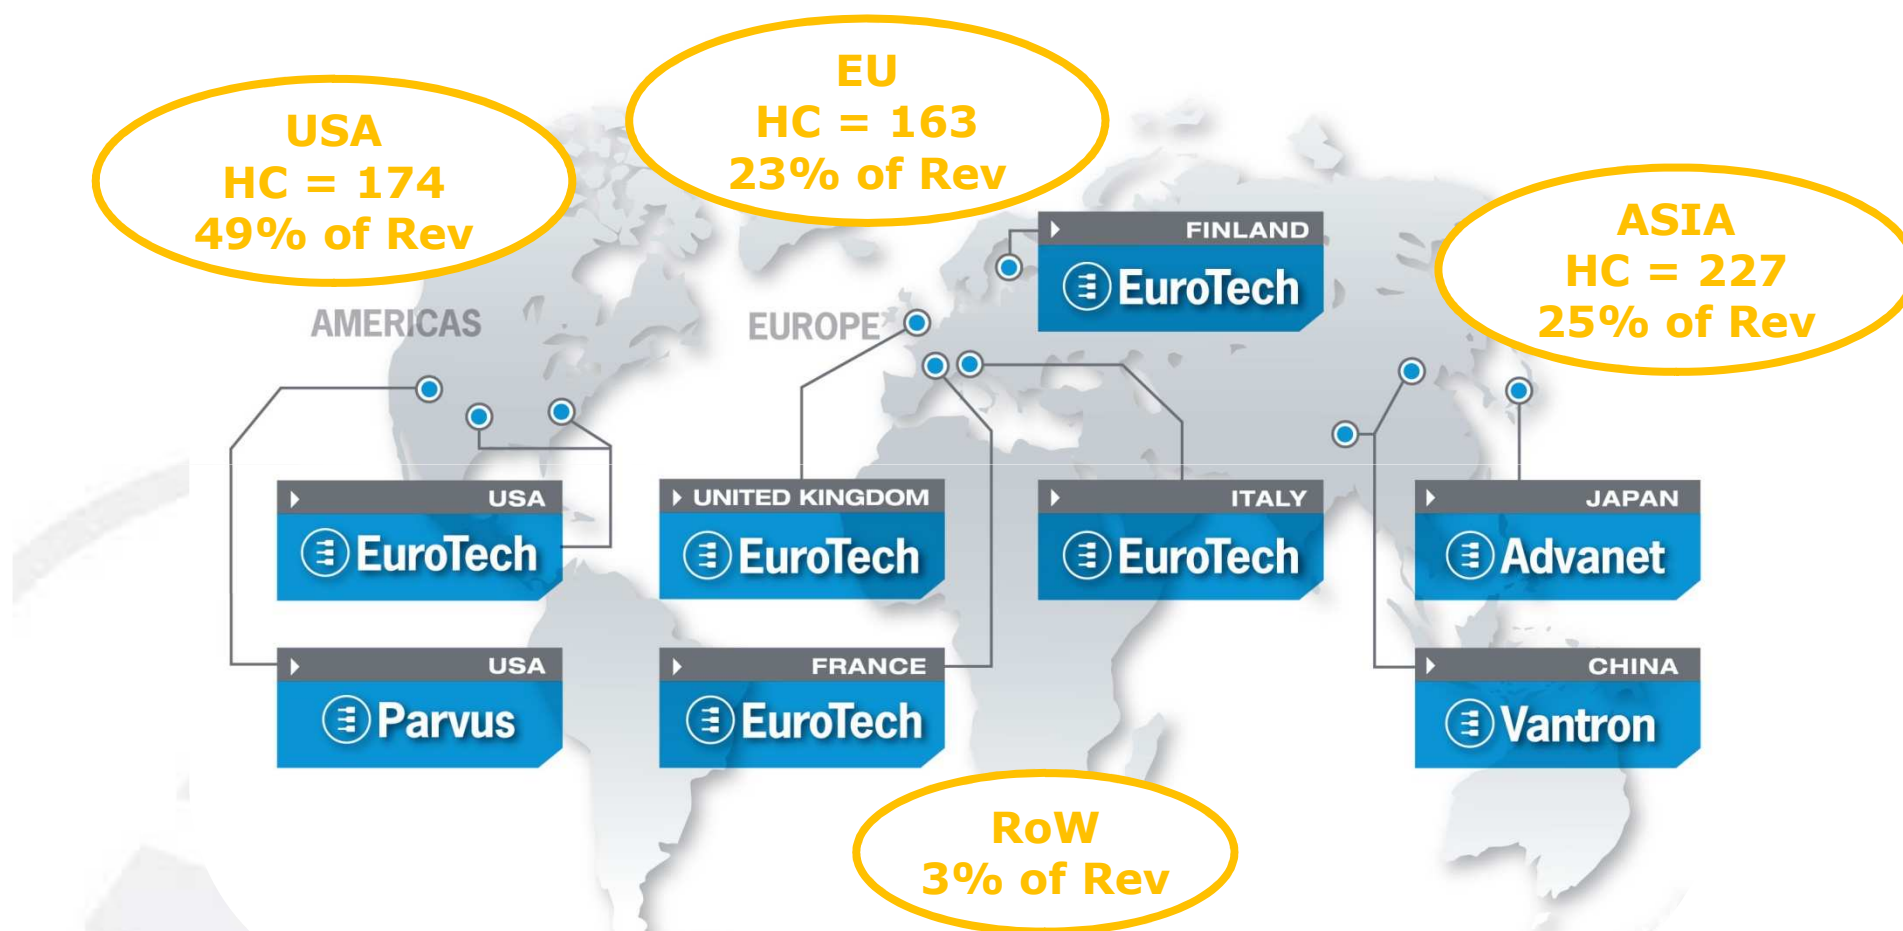 EU
HC = 163
23% of Rev
USA
HC = 174
49% of Rev
ASIA
HC = 227
25% of Rev
FINLAND
EuroTech
AMERICAS
EUROPE
USA
EuroTech
UNITED KINGDOM
EuroTech
ITALY
EuroTech
JAPAN
Advanet
USA
Parvus
FRANCE
EuroTech
CHINA
Vantron
RoW
3% of Rev